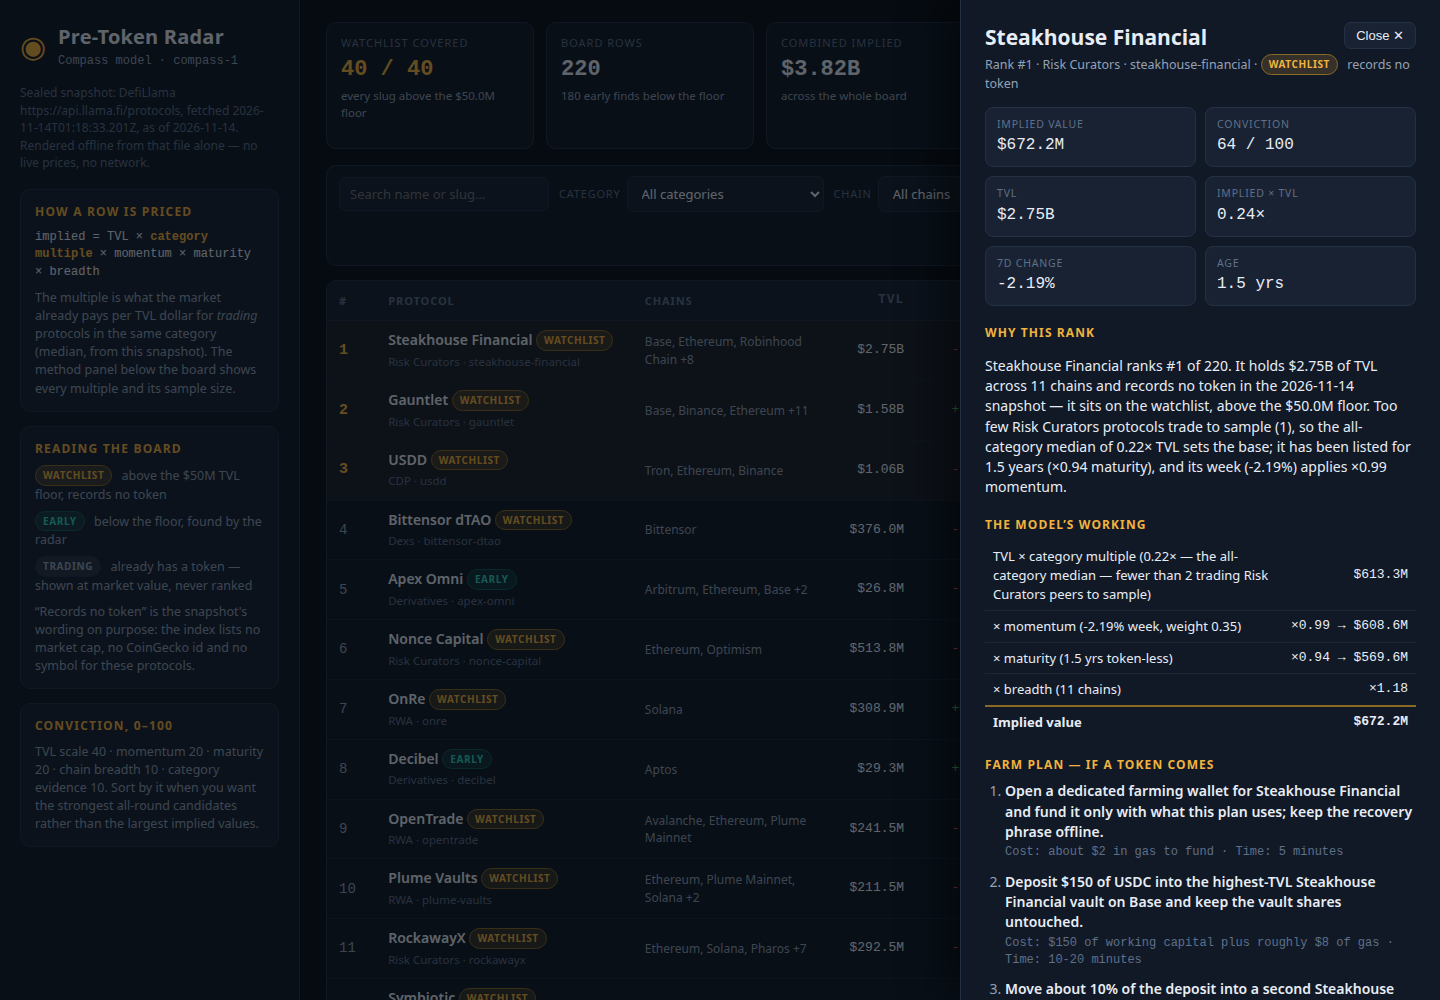 Pre-Token Radar
Compass model · compass-1
Sealed snapshot: DefiLlama
https://api.llama.fi/protocols, fetched 2026-
11-14T01:18:33.201Z, as of 2026-11-14.
Rendered offline from that file alone — no
live prices, no network.
HOW A ROW IS PRICED
implied = TVL × category
multiple × momentum × maturity
× breadth
The multiple is what the market
already pays per TVL dollar for trading
protocols in the same category
(median, from this snapshot). The
method panel below the board shows
every multiple and its sample size.
READING THE BOARD
WATCHLIST above the $50M TVL
floor, records no token
EARLY below the floor, found by the
radar
TRADING already has a token —
shown at market value, never ranked
“Records no token” is the snapshot's
wording on purpose: the index lists no
market cap, no CoinGecko id and no
symbol for these protocols.
CONVICTION, 0–100
TVL scale 40 · momentum 20 · maturity
20 · chain breadth 10 · category
evidence 10. Sort by it when you want
the strongest all-round candidates
rather than the largest implied values.
WATCHLIST COVERED
40 / 40
every slug above the $50.0M
floor
BOARD ROWS
220
180 early finds below the floor
COMBINED IMPLIED
$3.82B
across the whole board
Search name or slug... CATEGORY All categories CHAIN All chains
# PROTOCOL CHAINS TVL
1 Steakhouse Financial WATCHLIST Base, Ethereum, Robinhood $2.75B -
Risk Curators · steakhouse-financial Chain +8
2 Gauntlet WATCHLIST Base, Binance, Ethereum +11 $1.58B +
Risk Curators · gauntlet
3 USDD WATCHLIST Tron, Ethereum, Binance $1.06B -
CDP · usdd
4 Bittensor dTAO WATCHLIST Bittensor $376.0M -
Dexs · bittensor-dtao
5 Apex Omni EARLY Arbitrum, Ethereum, Base +2 $26.8M -
Derivatives · apex-omni
6 Nonce Capital WATCHLIST Ethereum, Optimism $513.8M -
Risk Curators · nonce-capital
7 OnRe WATCHLIST Solana $308.9M +
RWA · onre
8 Decibel EARLY Aptos $29.3M +
Derivatives · decibel
9 OpenTrade WATCHLIST Avalanche, Ethereum, Plume $241.5M -
RWA · opentrade Mainnet
10 Plume Vaults WATCHLIST Ethereum, Plume Mainnet, $211.5M -
RWA · plume-vaults Solana +2
11 RockawayX WATCHLIST Ethereum, Solana, Pharos +7 $292.5M -
Risk Curators · rockawayx
Symbiotic WATCHLIST
Steakhouse Financial
Close ✕
Rank #1 · Risk Curators · steakhouse-financial · WATCHLIST records no
token
IMPLIED VALUE
$672.2M
CONVICTION
64 / 100
TVL
$2.75B
IMPLIED × TVL
0.24×
7D CHANGE
-2.19%
AGE
1.5 yrs
WHY THIS RANK
Steakhouse Financial ranks #1 of 220. It holds $2.75B of TVL
across 11 chains and records no token in the 2026-11-14
snapshot — it sits on the watchlist, above the $50.0M floor. Too
few Risk Curators protocols trade to sample (1), so the all-
category median of 0.22× TVL sets the base; it has been listed for
1.5 years (×0.94 maturity), and its week (-2.19%) applies ×0.99
momentum.
THE MODEL’S WORKING
TVL × category multiple (0.22× — the all-
category median — fewer than 2 trading Risk $613.3M
Curators peers to sample)
× momentum (-2.19% week, weight 0.35) ×0.99 → $608.6M
× maturity (1.5 yrs token-less) ×0.94 → $569.6M
× breadth (11 chains) ×1.18
Implied value $672.2M
FARM PLAN — IF A TOKEN COMES
1. Open a dedicated farming wallet for Steakhouse Financial
and fund it only with what this plan uses; keep the recovery
phrase offline.
Cost: about $2 in gas to fund · Time: 5 minutes
2. Deposit $150 of USDC into the highest-TVL Steakhouse
Financial vault on Base and keep the vault shares
untouched.
Cost: $150 of working capital plus roughly $8 of gas ·
Time: 10-20 minutes
3. Move about 10% of the deposit into a second Steakhouse